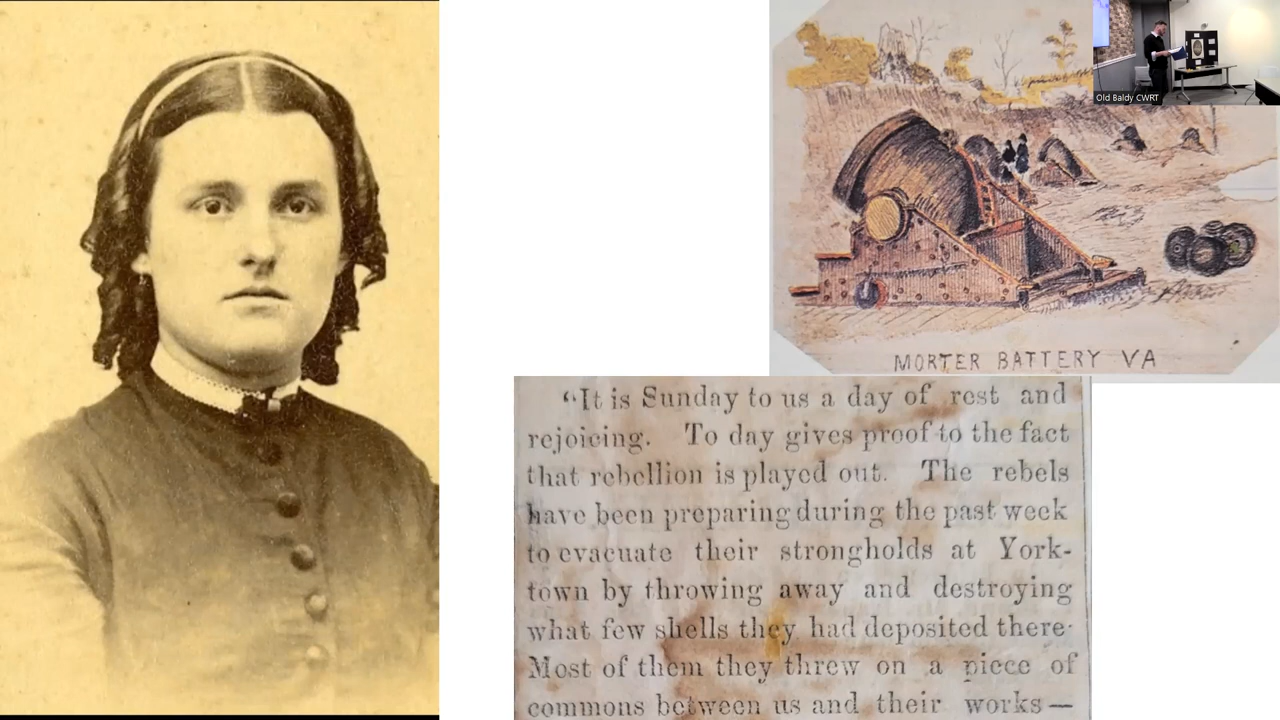 Old Baldy CWRT
MORTER BATTERY VA
“It is Sunday to us a day of rest and
rejoicing. To day gives proof to the fact
that rebellion is played out. The rebels
have been preparing during the past week
to evacuate their strongholds at York-
town by throwing away and destroying
what few shells they had deposited there·
Most of them they threw on a piece of
commons between us and their works—